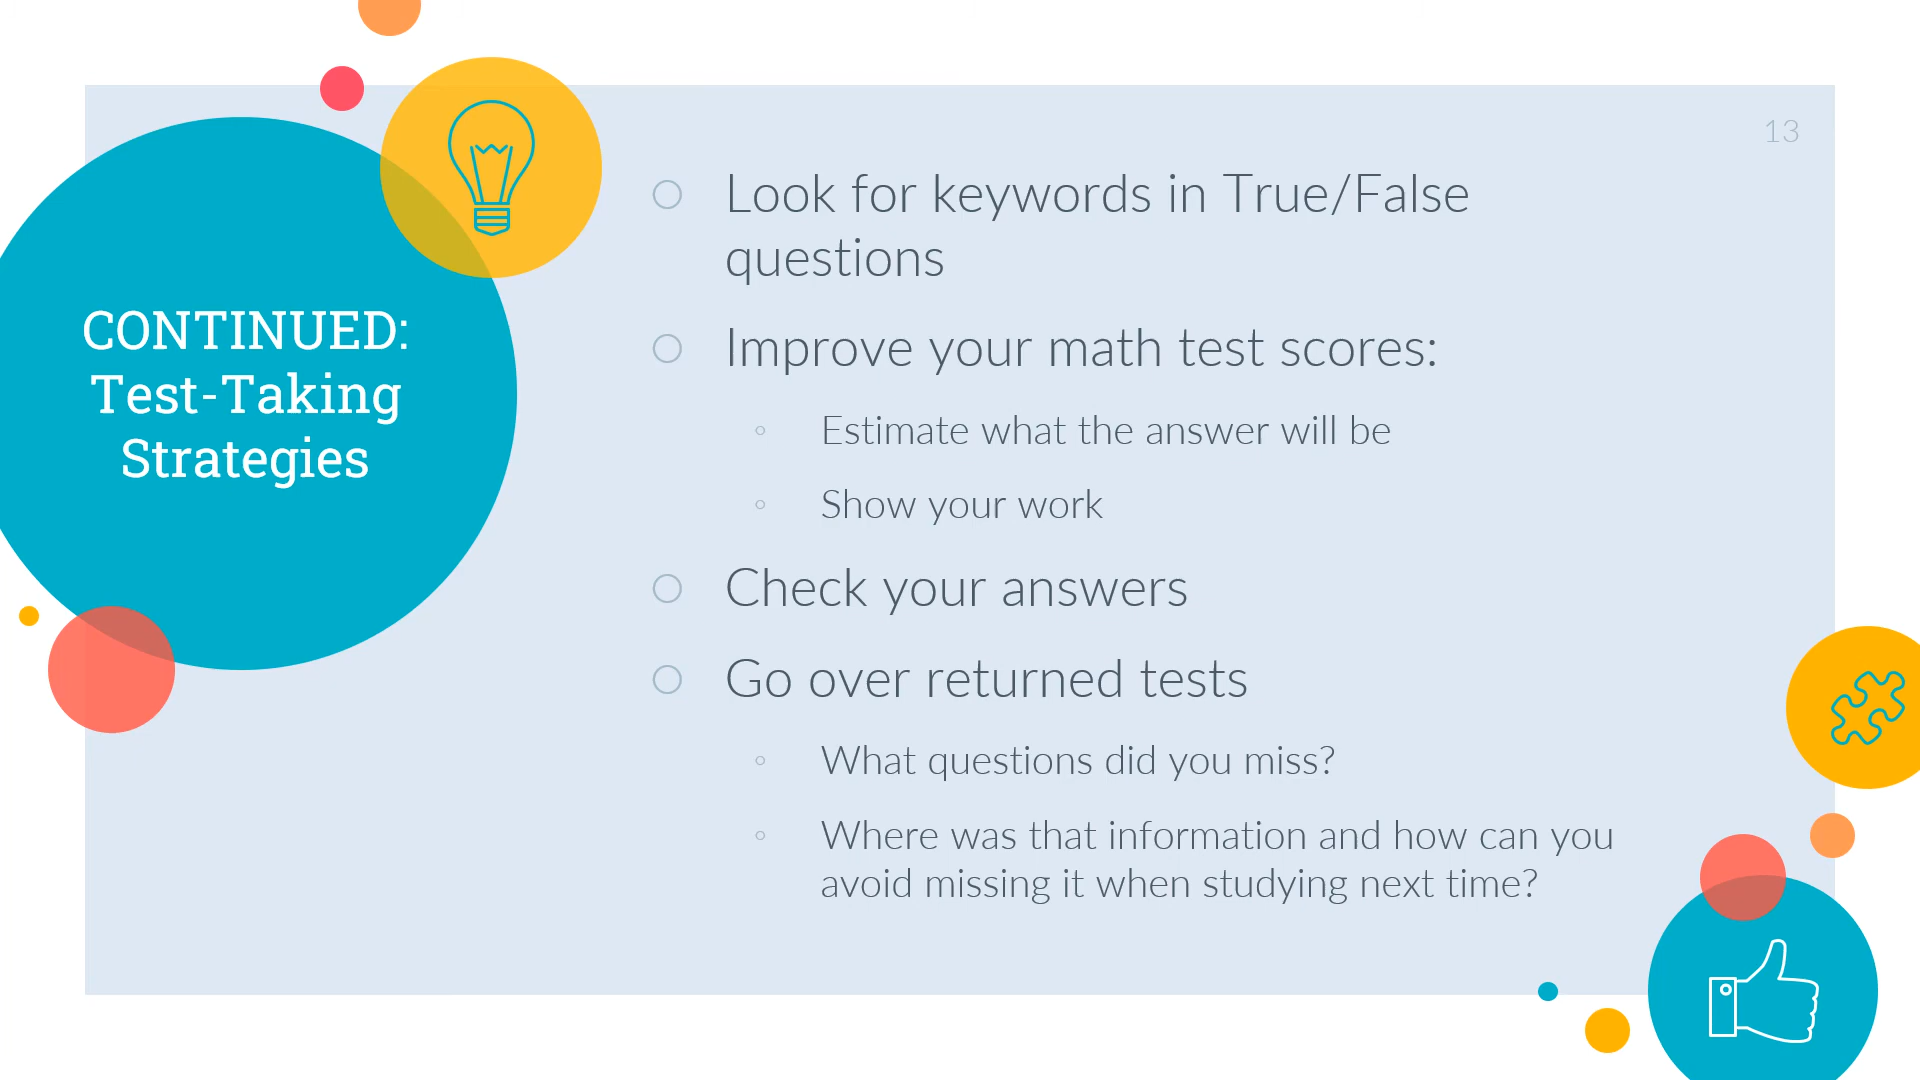 13
CONTINUED:
Test-Taking
Strategies
Look for keywords in True/False
questions
Improve your math test scores:
Estimate what the answer will be
Show your work
Check your answers
Go over returned tests
What questions did you miss?
Where was that information and how can you
avoid missing it when studying next time?